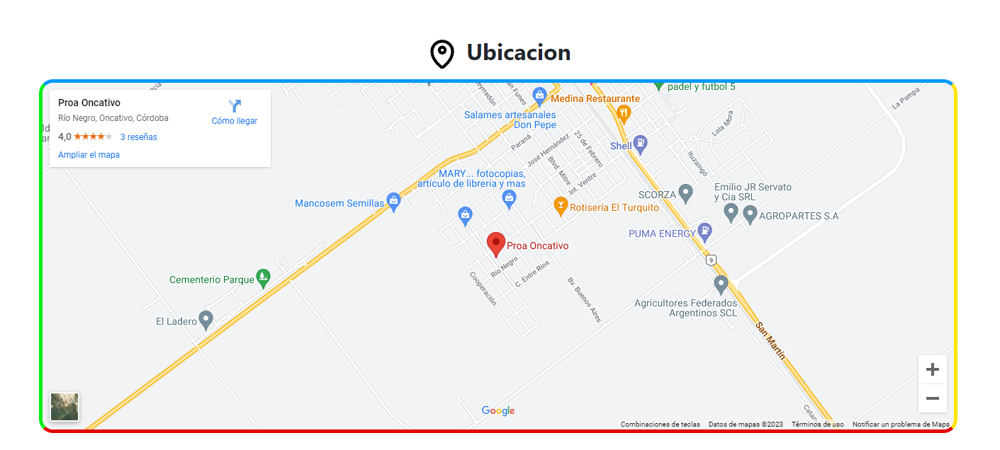 Ubicacion
Proa Oncativo
Río Negro, Oncativo, Córdoba
4,0
3 reseñas
Cómo llegar
Ampliar el mapa
padel y futbol 5
Medina Restaurante
La Pampa
Salames artesanales
Don Pepe
Lola Mora
Paraná
José Hernández
25 de Febrero
Shell
Ituzaingó
Blvd. Mitre
Int. Ventre
MARY... fotocopias,
artículo de libreria y mas
SCORZA
Emilio JR Servato
y Cia SRL
Mancosem Semillas
Rotisería El Turquito
AGROPARTES S.A
PUMA ENERGY
Proa Oncativo
9
Río Negro
C. Entre Rios
Cooperación
Bv. Buenos Aires
Cementerio Parque
Agricultores Federados
Argentinos SCL
El Ladero
San Martín
Google
Combinaciones de teclas
Datos de mapas ©2023
Términos de uso
Notificar un problema de Maps